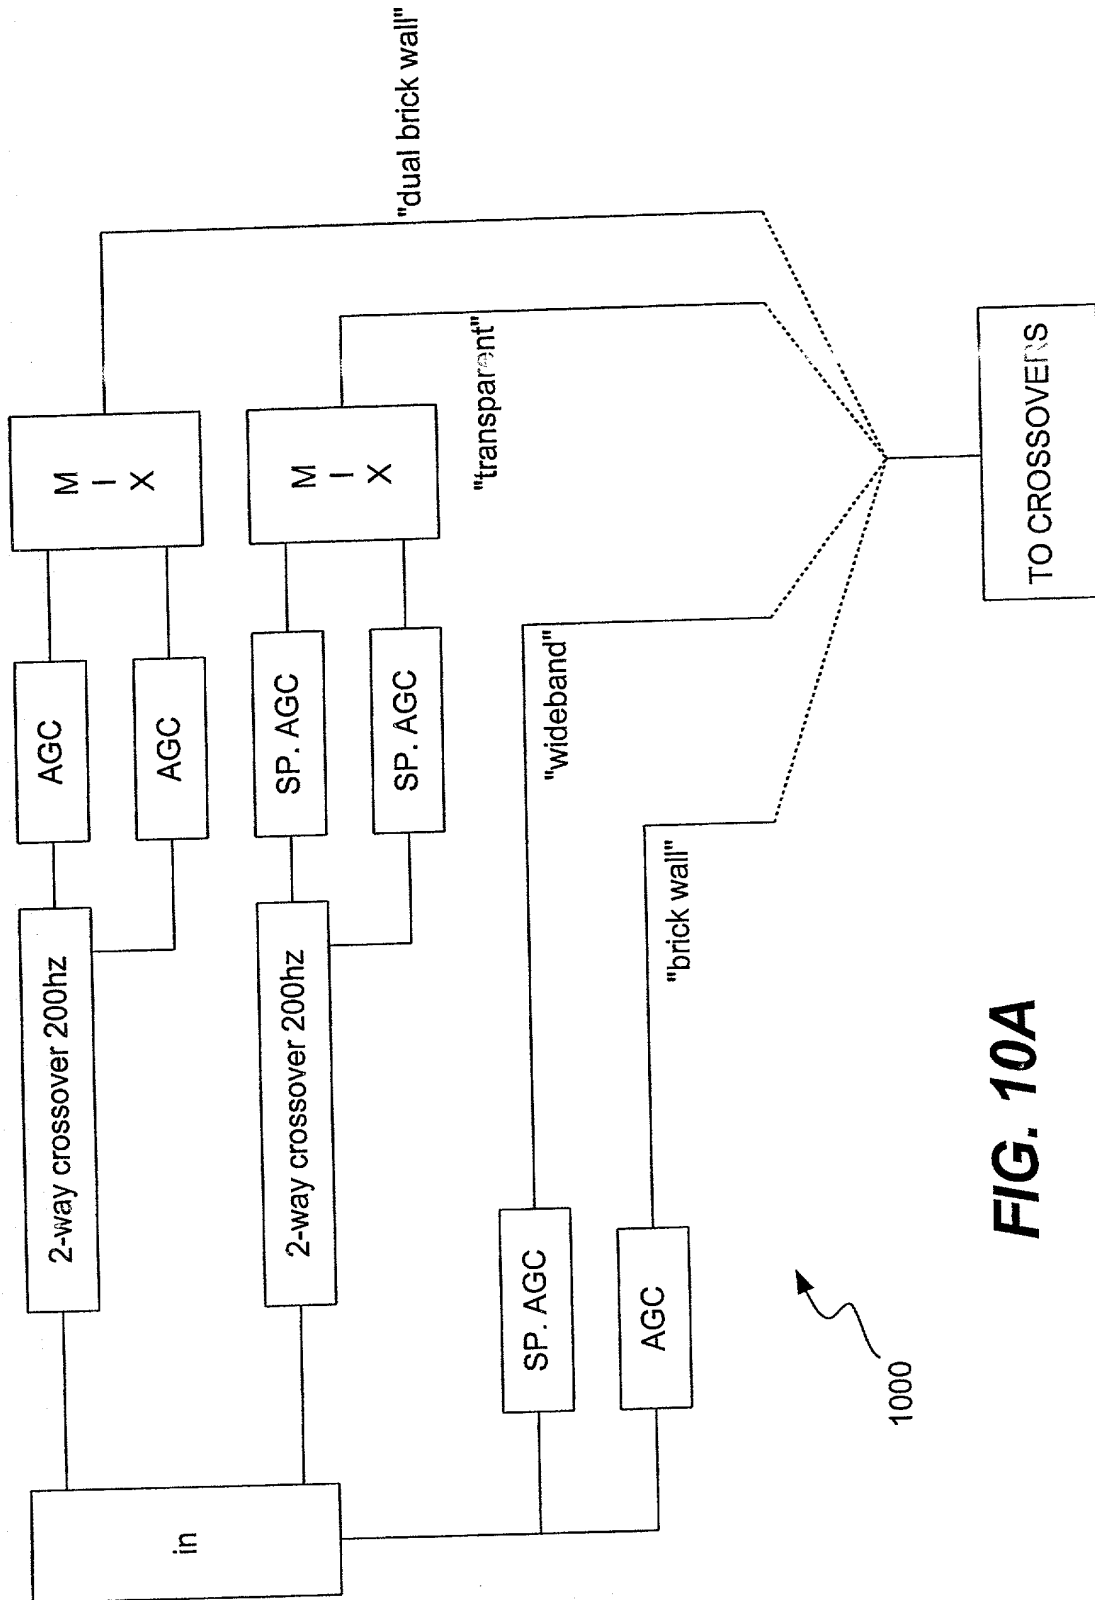 in
2-way crossover 200hz
AGC
AGC
M
I
X
"dual brick wall"
2-way crossover 200hz
SP. AGC
SP. AGC
M
I
X
"transparent"
SP. AGC
"wideband"
AGC
"brick wall"
TO CROSSOVERS
1000
FIG. 10A